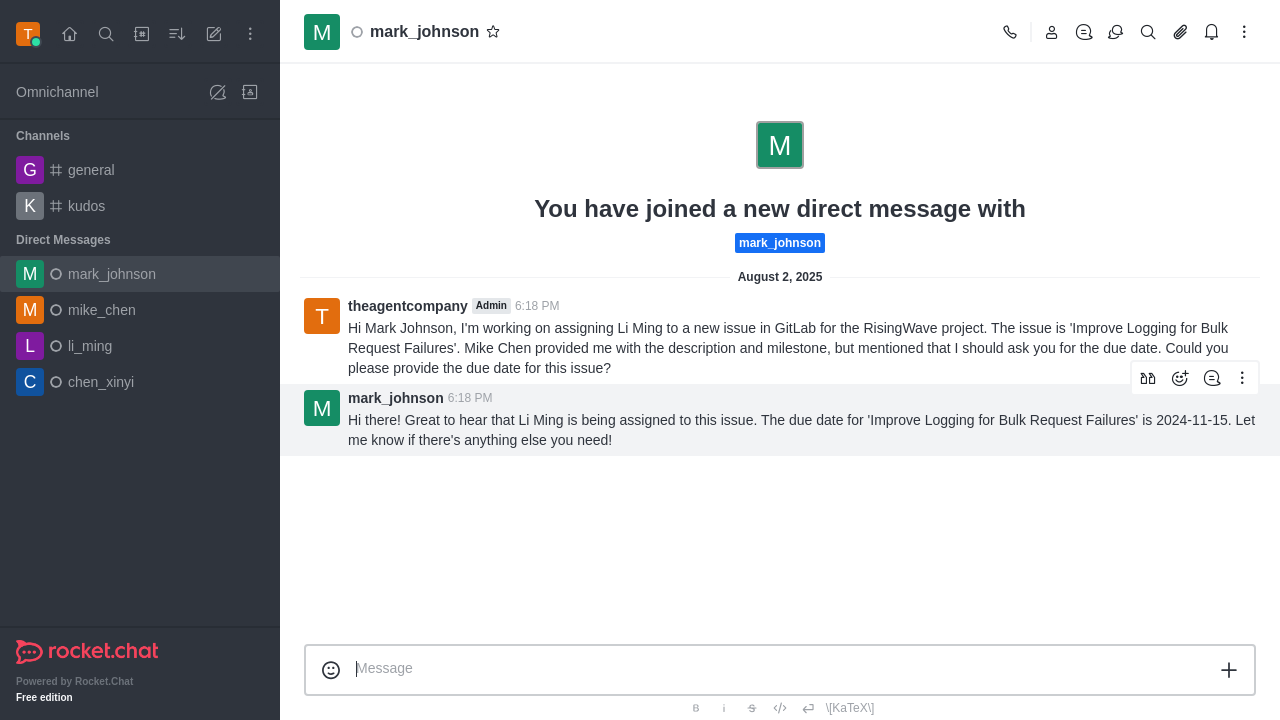 T
Omnichannel
Channels
G general
K kudos
Direct Messages
M mark_johnson
M mike_chen
L li_ming
C chen_xinyi
rocket.chat
Powered by Rocket.Chat
Free edition
M mark_johnson
M
You have joined a new direct message with
mark_johnson
August 2, 2025
T theagentcompany Admin 6:18 PM
Hi Mark Johnson, I'm working on assigning Li Ming to a new issue in GitLab for the RisingWave project. The issue is 'Improve Logging for Bulk
Request Failures'. Mike Chen provided me with the description and milestone, but mentioned that I should ask you for the due date. Could you
please provide the due date for this issue?
M mark_johnson 6:18 PM
Hi there! Great to hear that Li Ming is being assigned to this issue. The due date for 'Improve Logging for Bulk Request Failures' is 2024-11-15. Let
me know if there's anything else you need!
Message
B i S </> \[KaTeX\]